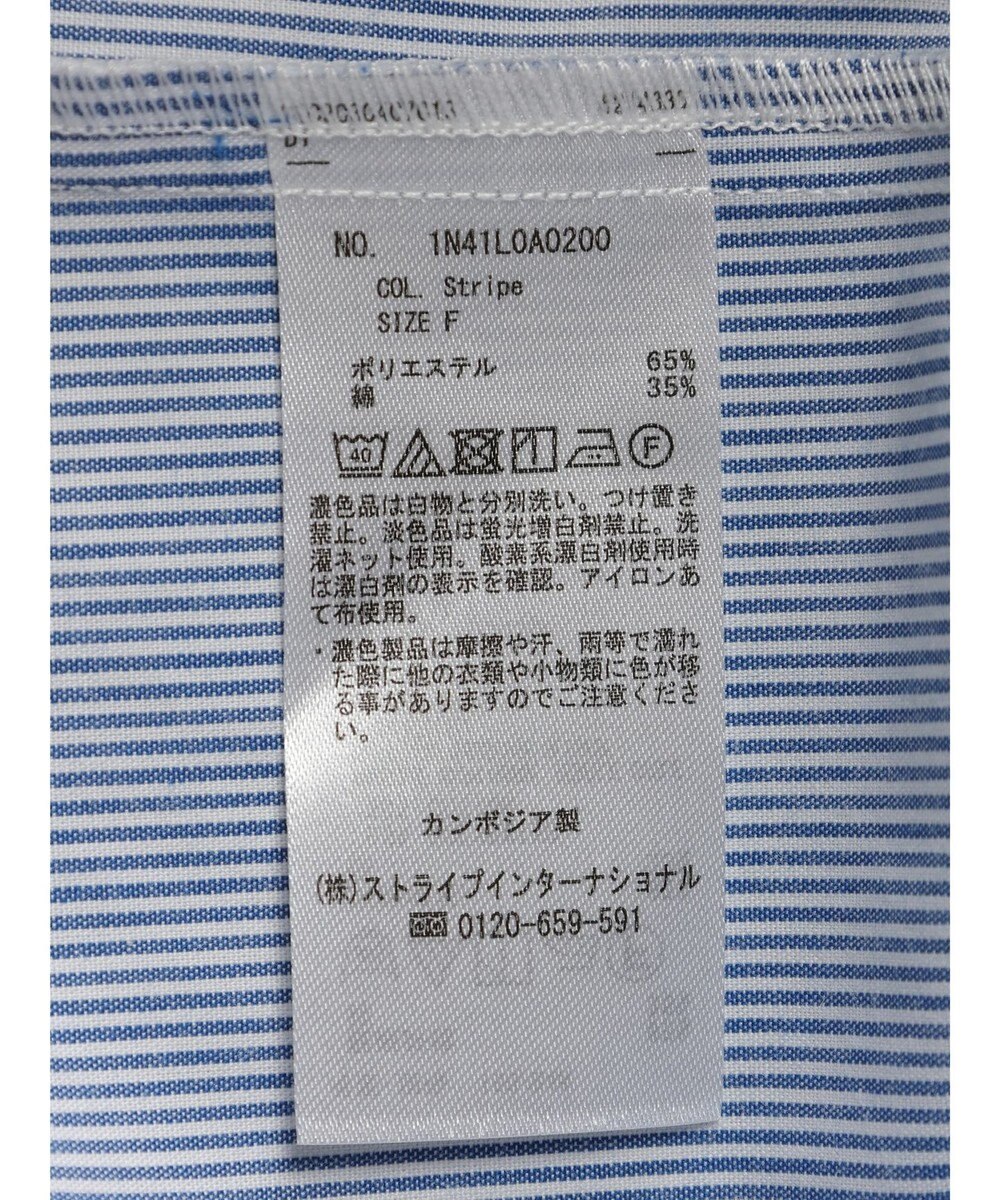 NO. 1N41L0A0200
COL. Stripe
SIZE F
ポリエステル 65%
綿 35%
40 F
濃色品は白物と分別洗い。つけ置き
禁止。淡色品は蛍光増白剤禁止。洗
濯ネット使用。酸素系漂白剤使用時
は漂白剤の表示を確認。アイロンあ
て布使用。
・濃色製品は摩擦や汗、雨等で濡れ
た際に他の衣類や小物類に色が移
る事がありますのでご注意くださ
い。
カンボジア製
(株)ストライプインターナショナル
0120-659-591